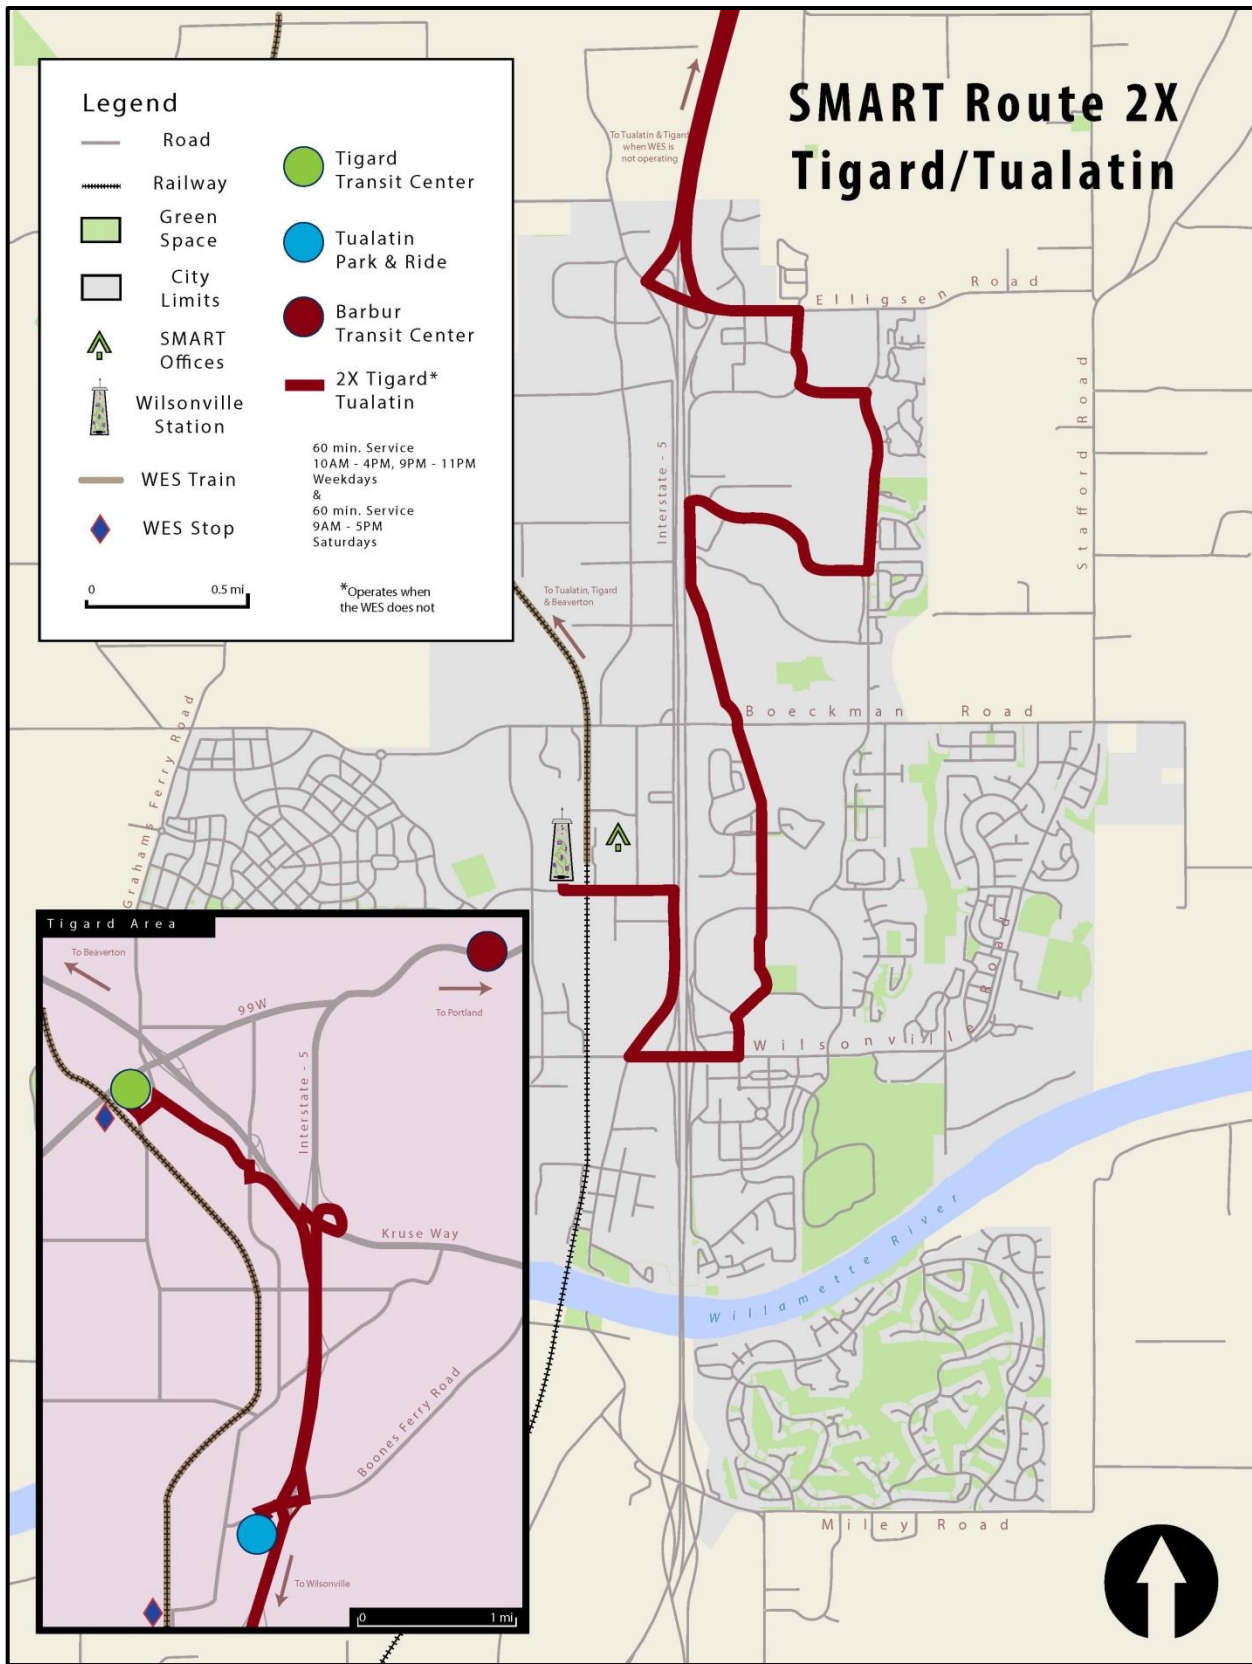 SMART Route 2X
Tigard/Tualatin
Legend
Road
Railway
Green
Space
City
Limits
SMART
Offices
Wilsonville
Station
WES Train
WES Stop
0 0.5 mi
Tigard
Transit Center
Tualatin
Park & Ride
Barbur
Transit Center
2X Tigard*
Tualatin
60 min. Service
10AM - 4PM, 9PM - 11PM
Weekdays
&
60 min. Service
9AM - 5PM
Saturdays
*Operates when
the WES does not
To Tualatin & Tigard
when WES is
not operating
Elligsen Road
Stafford Road
Interstate - 5
To Tualatin, Tigard
& Beaverton
Boeckman Road
Grahams Ferry Road
Wilsonville Road
Willamette River
Miley Road
Tigard Area
To Beaverton
99W
To Portland
Interstate - 5
Kruse Way
Boones Ferry Road
To Wilsonville
0 1 mi